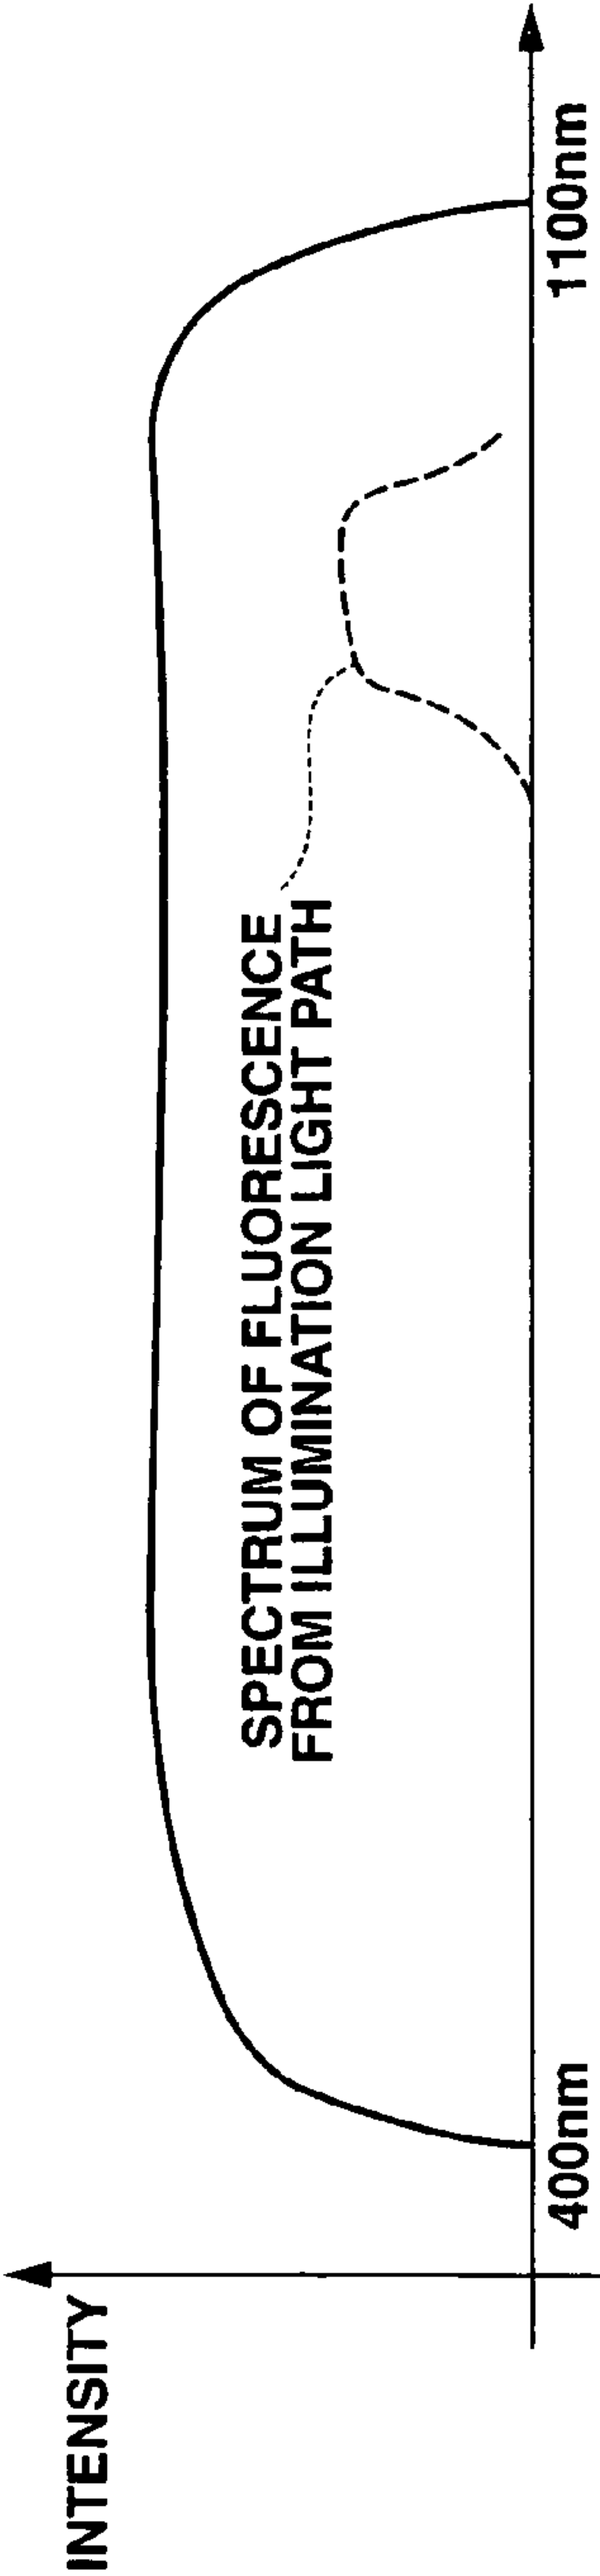 INTENSITY
SPECTRUM OF FLUORESCENCE
FROM ILLUMINATION LIGHT PATH
400nm
1100nm